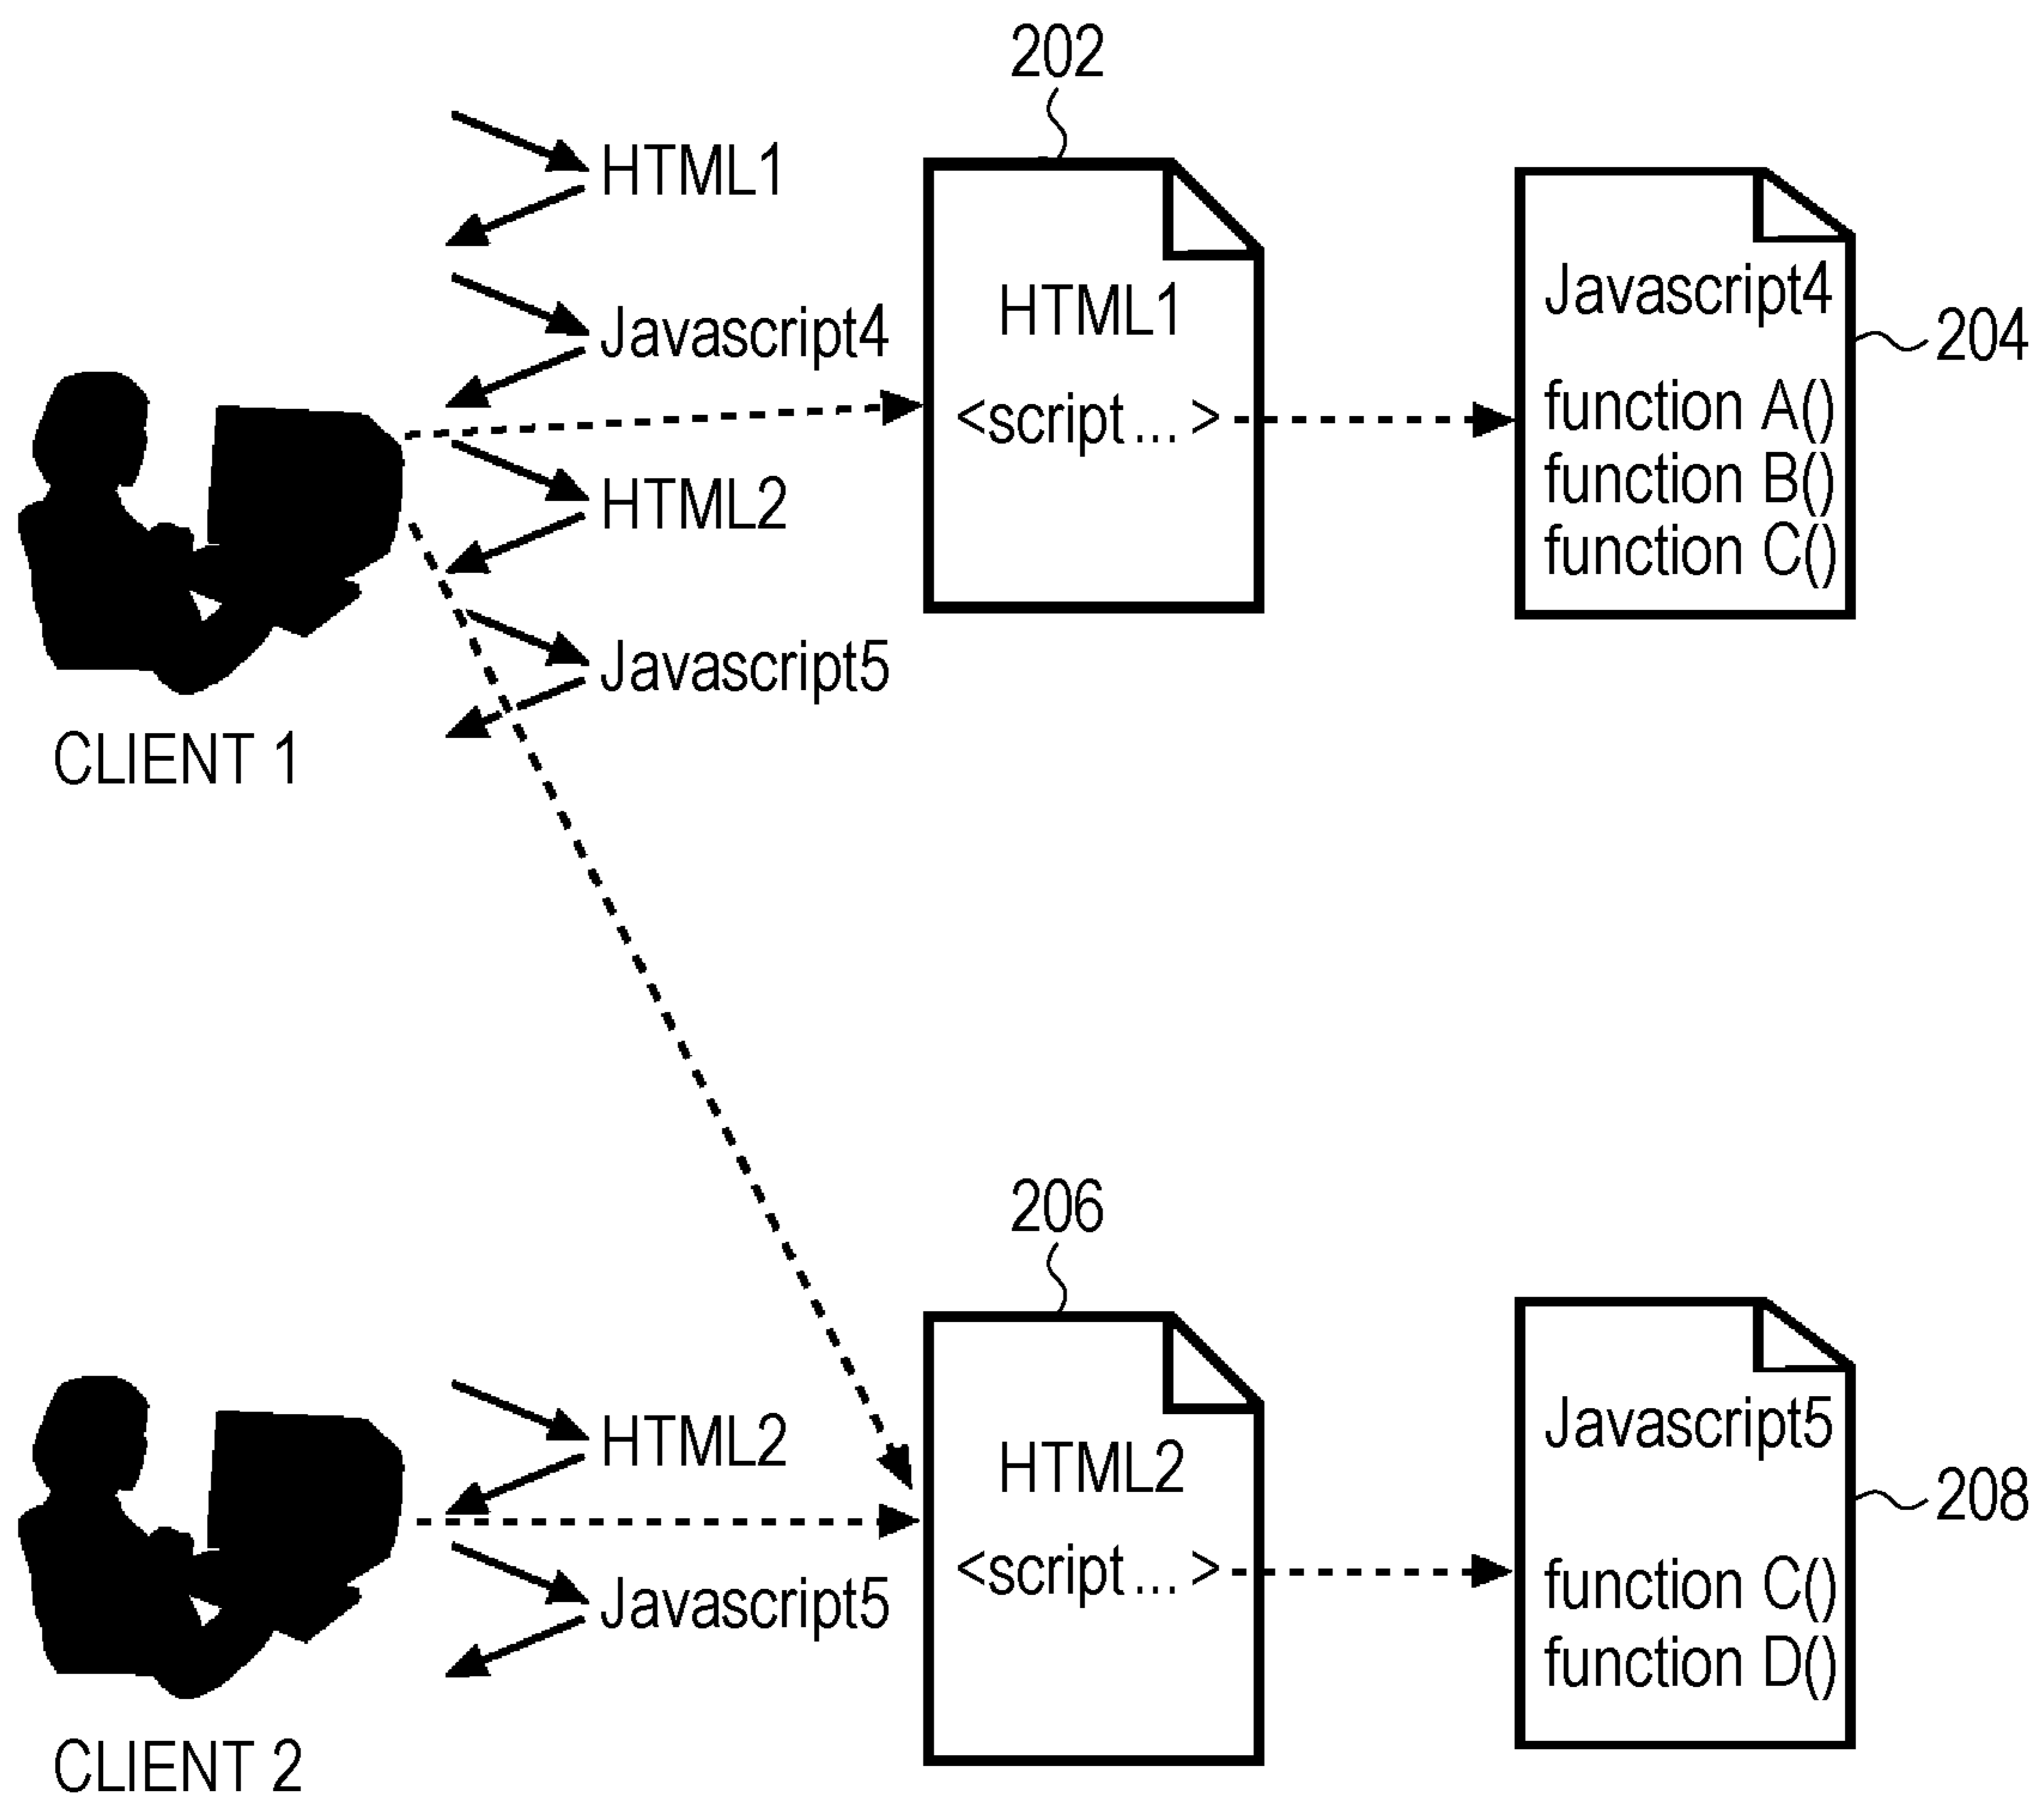 202
HTML1
Javascript4
HTML2
Javascript5
CLIENT 1
HTML1
<script ... >
Javascript4
function A()
function B()
function C()
204
206
HTML2
Javascript5
CLIENT 2
HTML2
<script ... >
Javascript5
function C()
function D()
208